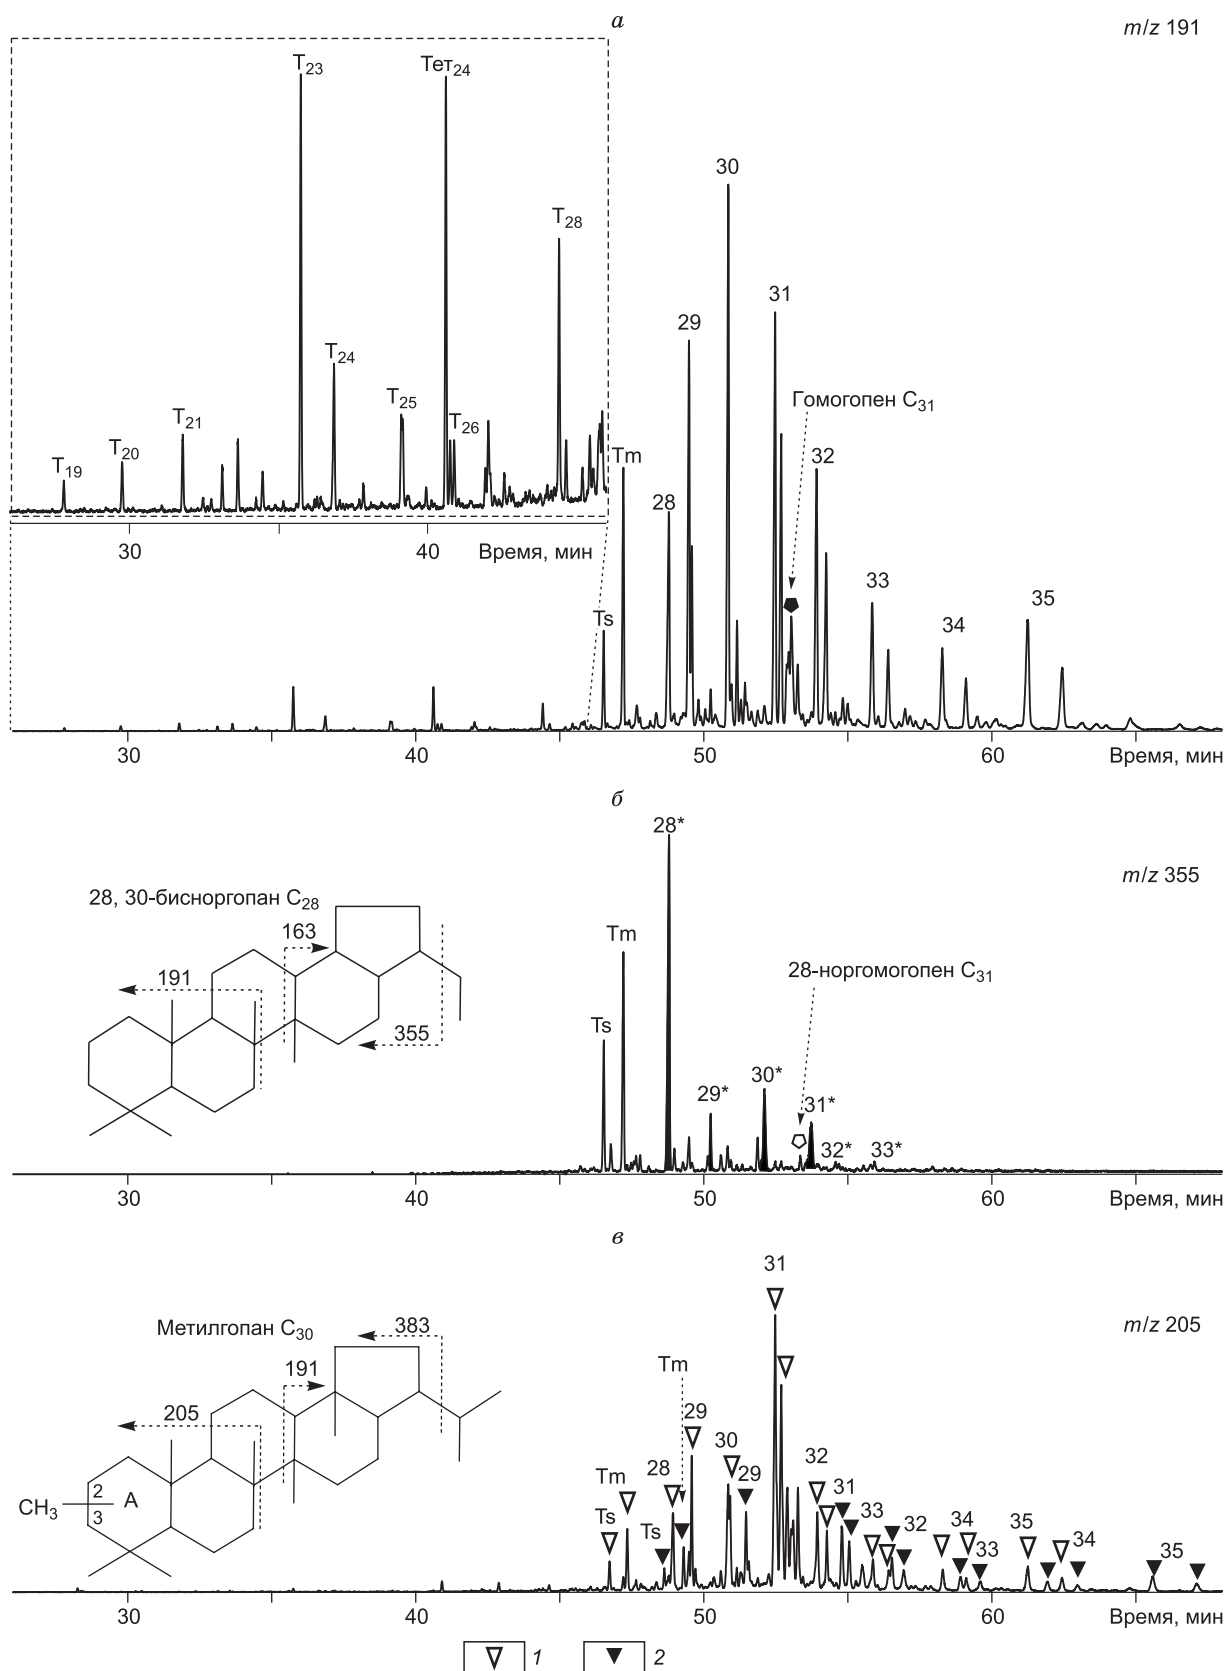 а
m/z 191
T23
Тет24
30
T28
31
29
T24
Гомогопен C31
T25
T21
T26
Tm
32
T20
T19
28
30
40
Время, мин
33
35
Ts
34
30
40
50
60
Время, мин
б
28*
m/z 355
28, 30-бисноргопан C28
163
Tm
28-норгомогопен C31
191
Ts
355
30*
29*
31*
32*
33*
30
40
50
60
Время, мин
в
31
Метилгопан C30
383
m/z 205
191
Tm
205
29
30
32
29
Tm
28
31
CH3
2
A
3
Ts
Ts
33
32
34
33
35
34
35
30
40
50
60
Время, мин
1
2